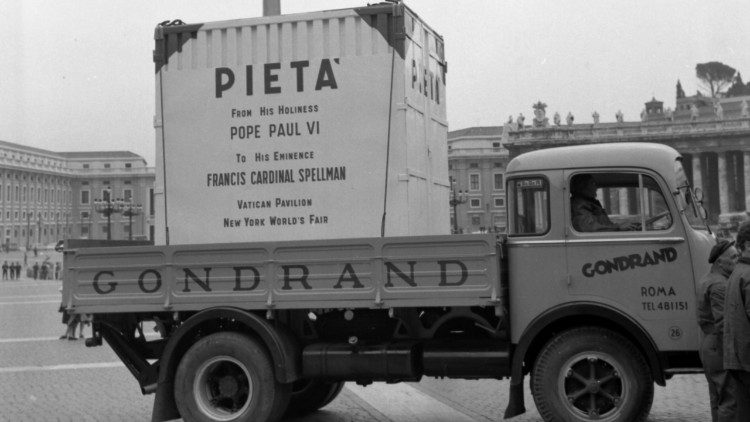 PIETA'
FROM HIS HOLINESS
POPE PAUL VI
TO HIS EMINENCE
FRANCIS CARDINAL SPELLMAN
VATICAN PAVILION
NEW YORK WORLD'S FAIR
PIETA'
GONDRAND
GONDRAND
ROMA
TEL 481151
26